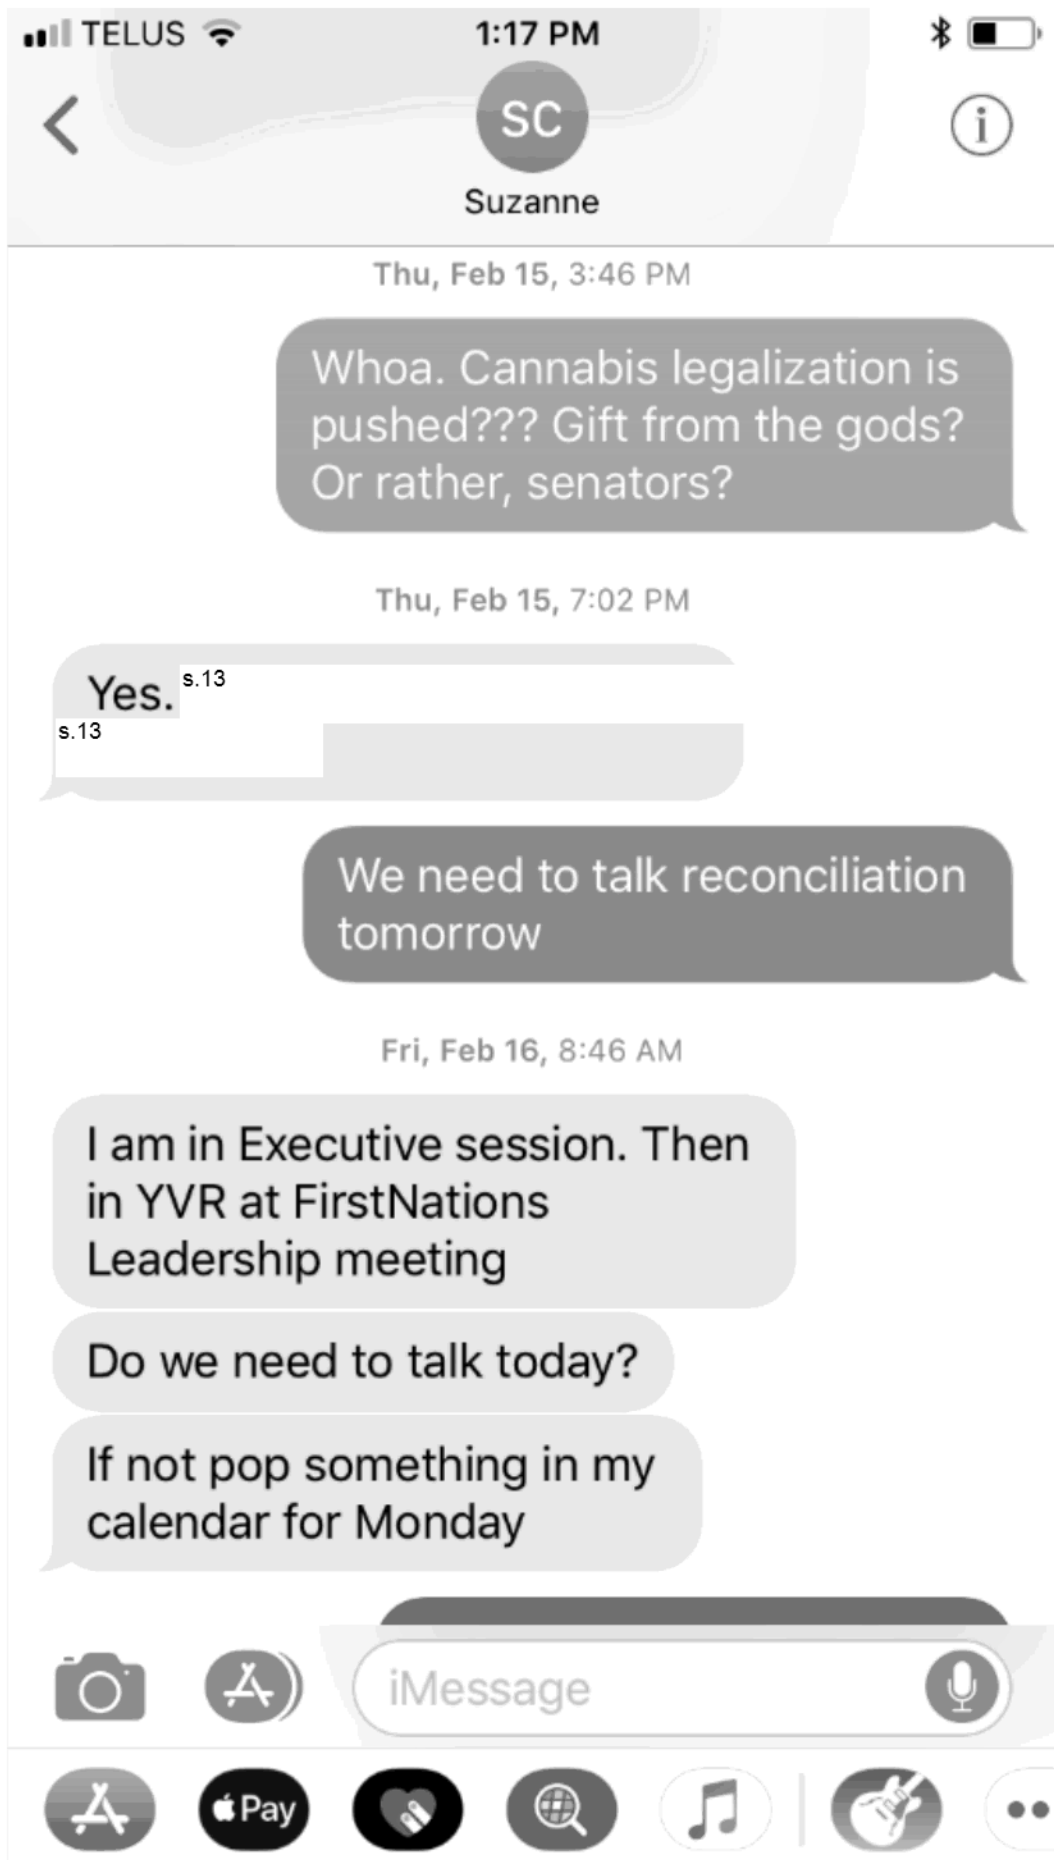 TELUS 1:17 PM
SC
Suzanne
Thu, Feb 15, 3:46 PM
Whoa. Cannabis legalization is
pushed??? Gift from the gods?
Or rather, senators?
Thu, Feb 15, 7:02 PM
Yes. s.13
s.13
We need to talk reconciliation
tomorrow
Fri, Feb 16, 8:46 AM
I am in Executive session. Then
in YVR at FirstNations
Leadership meeting
Do we need to talk today?
If not pop something in my
calendar for Monday
iMessage
Pay